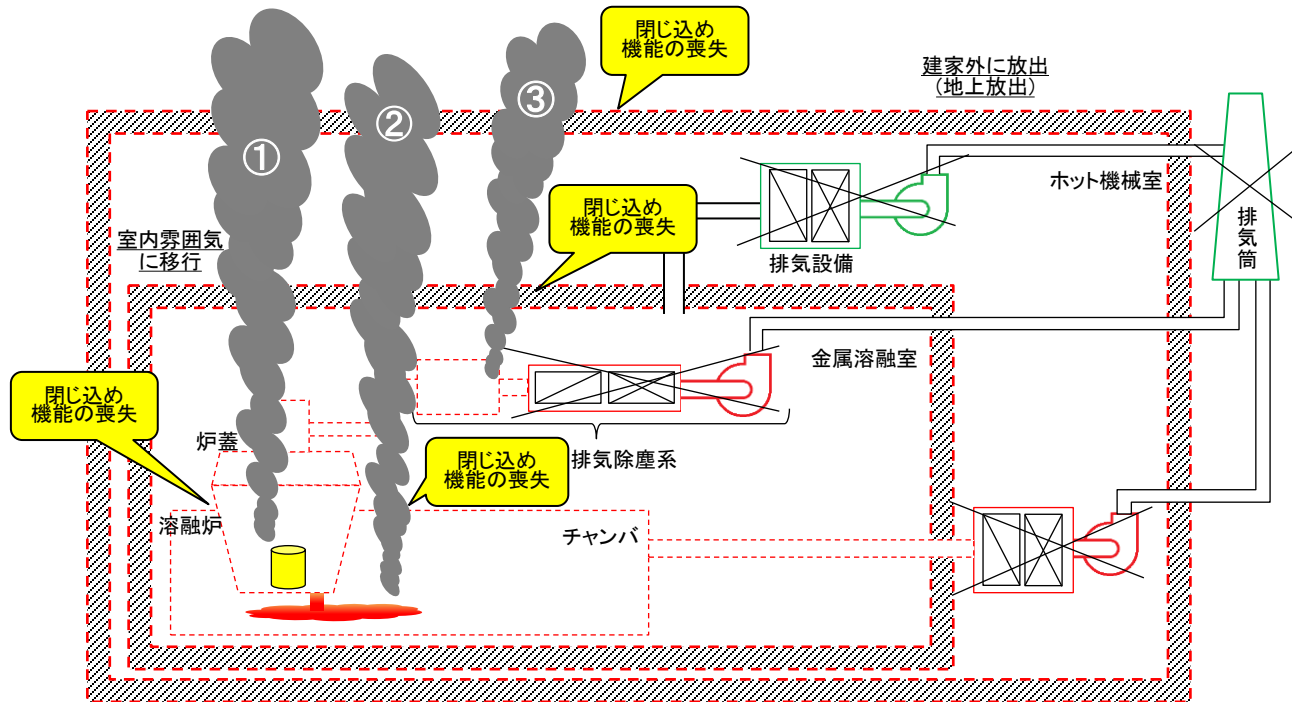 閉じ込め
機能の喪失
建家外に放出
(地上放出)
①
②
③
ホット機械室
閉じ込め
機能の喪失
室内雰囲気
に移行
排気設備
排気筒
金属溶融室
閉じ込め
機能の喪失
炉蓋
排気除塵系
閉じ込め
機能の喪失
溶融炉
チャンバ